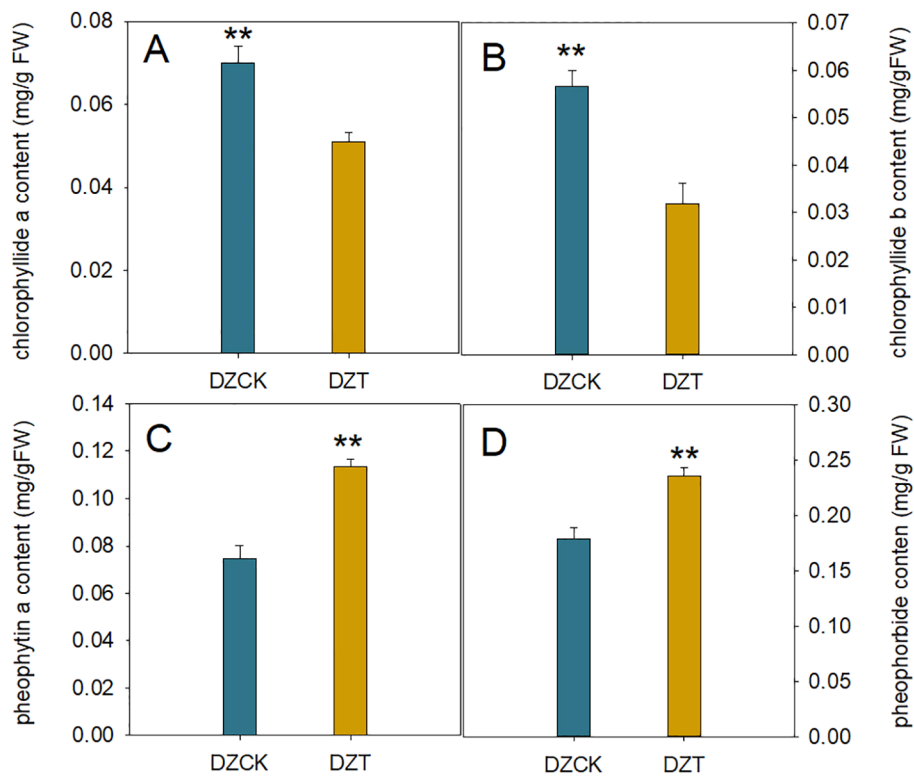 chlorophyllide a content (mg/g FW)
0.08
0.06
0.04
0.02
0.00
A
**
DZCK
DZT
B
**
DZCK
DZT
0.07
0.06
0.05
0.04
0.03
0.02
0.01
0.00
chlorophyllide b content (mg/gFW)
pheophytin a content (mg/gFW)
0.14
0.12
0.10
0.08
0.06
0.04
0.02
0.00
C
**
DZCK
DZT
D
**
DZCK
DZT
0.30
0.25
0.20
0.15
0.10
0.05
0.00
pheophorbide conten (mg/g FW)